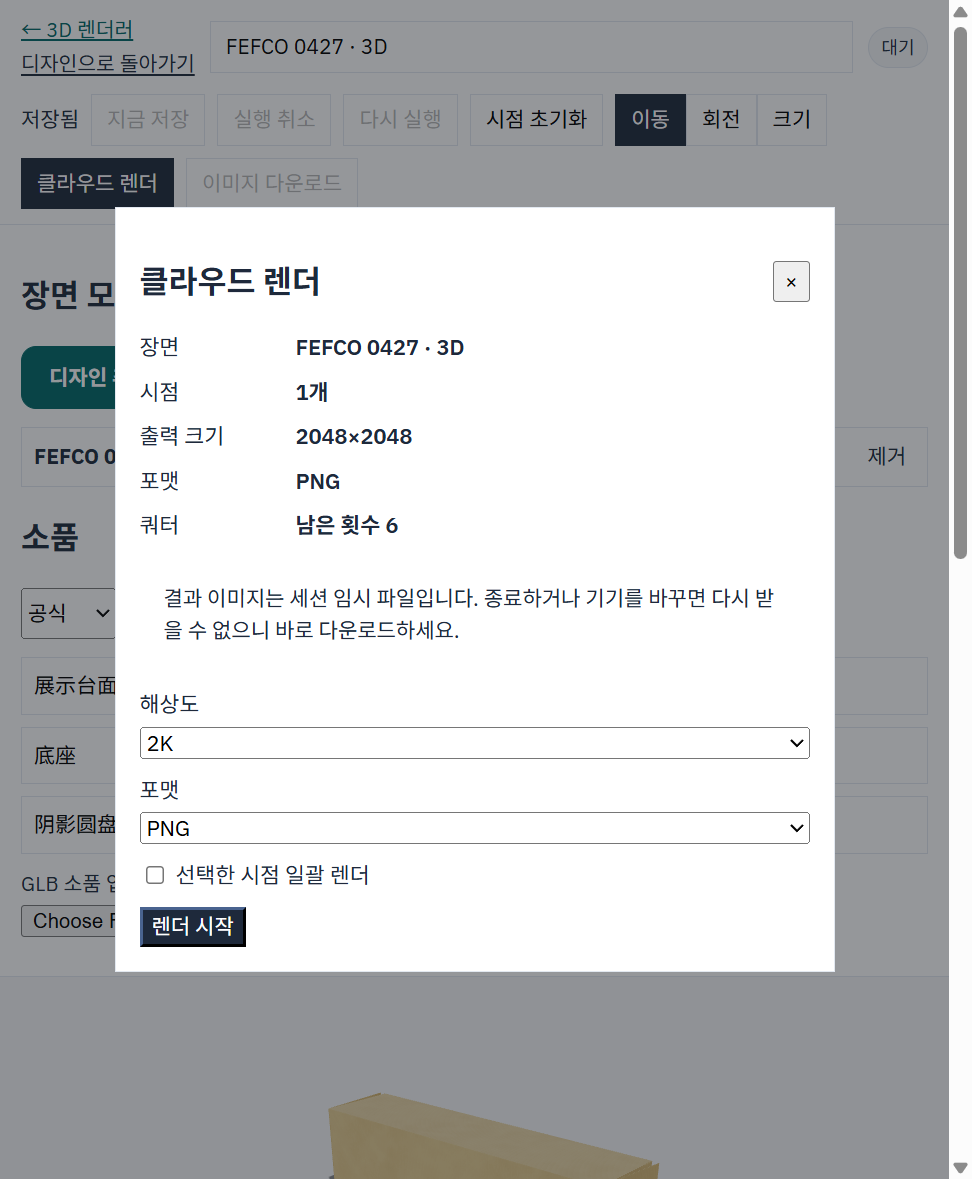 ← 3D 렌더러
디자인으로 돌아가기
FEFCO 0427 · 3D
대기
저장됨
지금 저장
실행 취소
다시 실행
시점 초기화
이동
회전
크기
클라우드 렌더
이미지 다운로드
장면 모
디자인
FEFCO 0
제거
소품
공식
展示台面
底座
阴影圆盘
GLB 소품
Choose F
클라우드 렌더
×
장면 FEFCO 0427 · 3D
시점 1개
출력 크기 2048×2048
포맷 PNG
쿼터 남은 횟수 6
결과 이미지는 세션 임시 파일입니다. 종료하거나 기기를 바꾸면 다시 받
을 수 없으니 바로 다운로드하세요.
해상도
2K
포맷
PNG
선택한 시점 일괄 렌더
렌더 시작